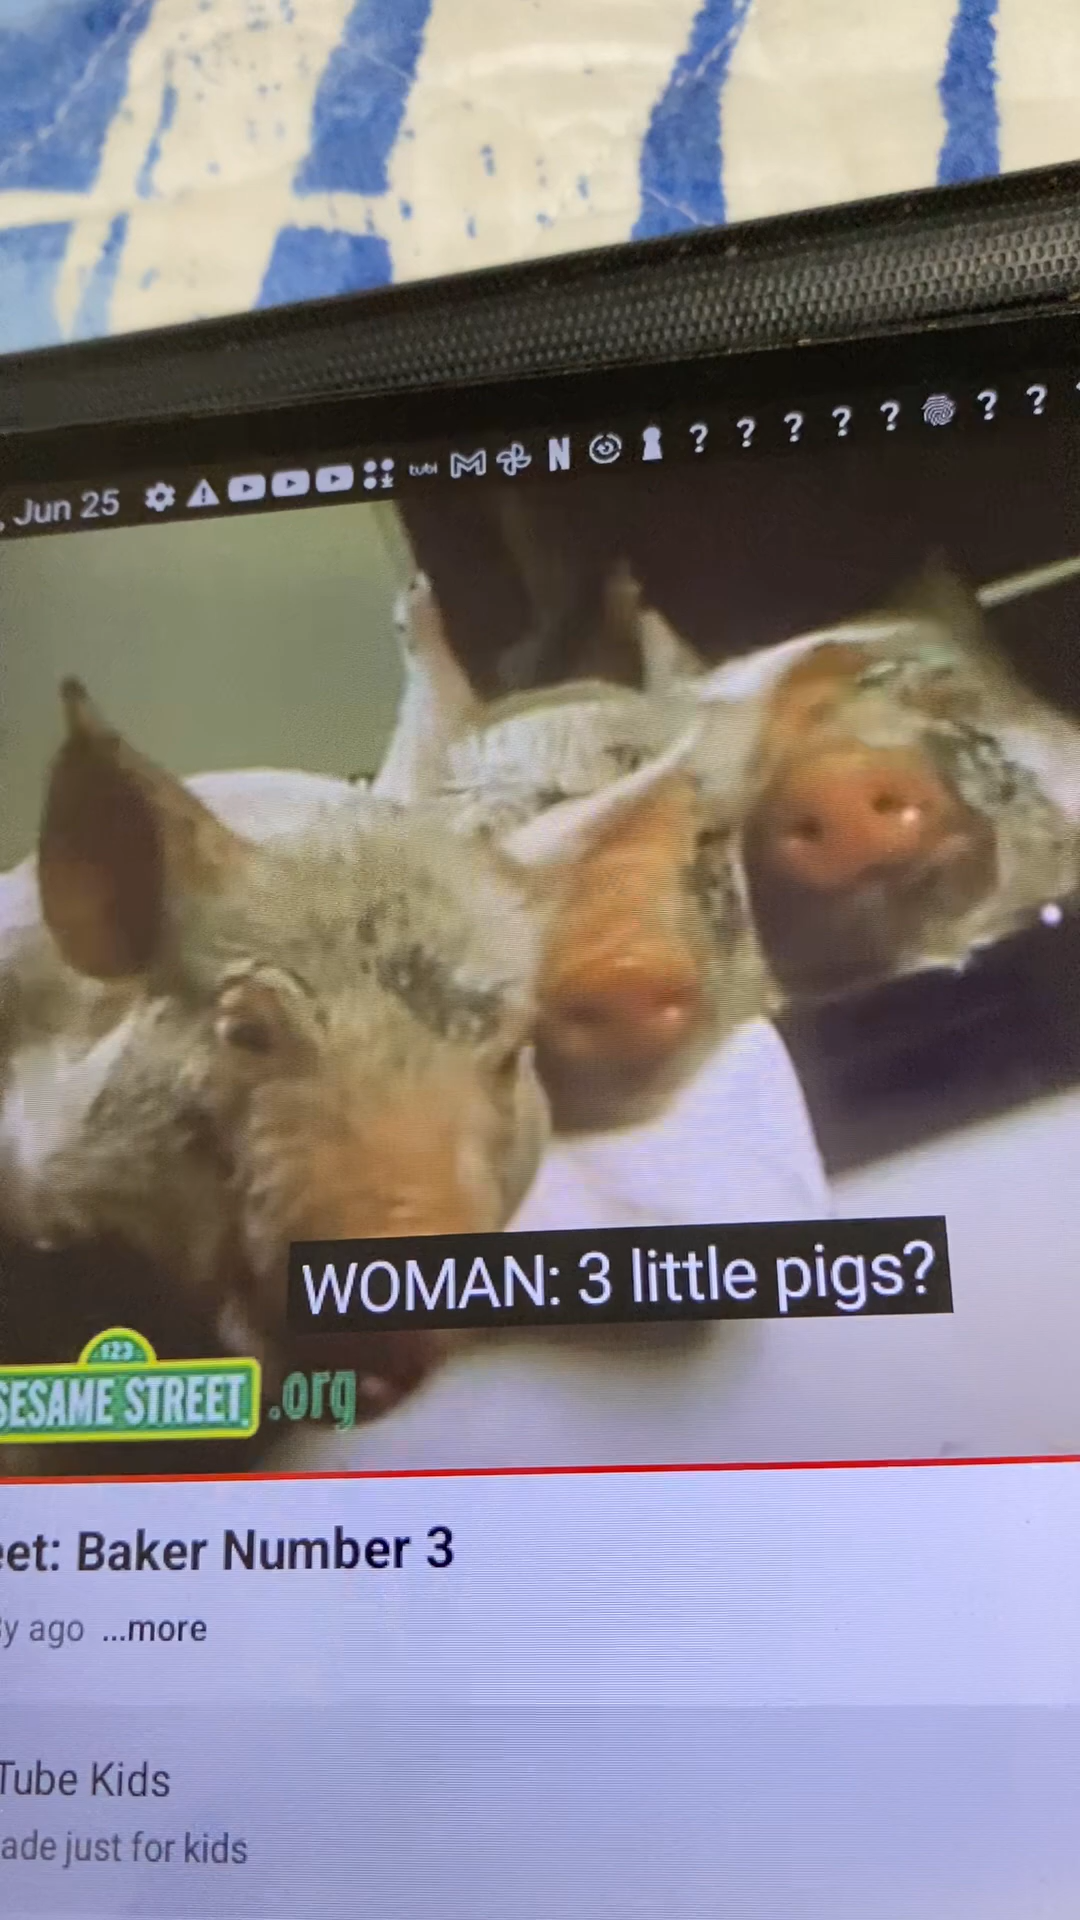 , Jun 25 tubi M N ? ? ? ? ? ? ?
WOMAN: 3 little pigs?
123
SESAME STREET .org
eet: Baker Number 3
y ago ...more
Tube Kids
ade just for kids